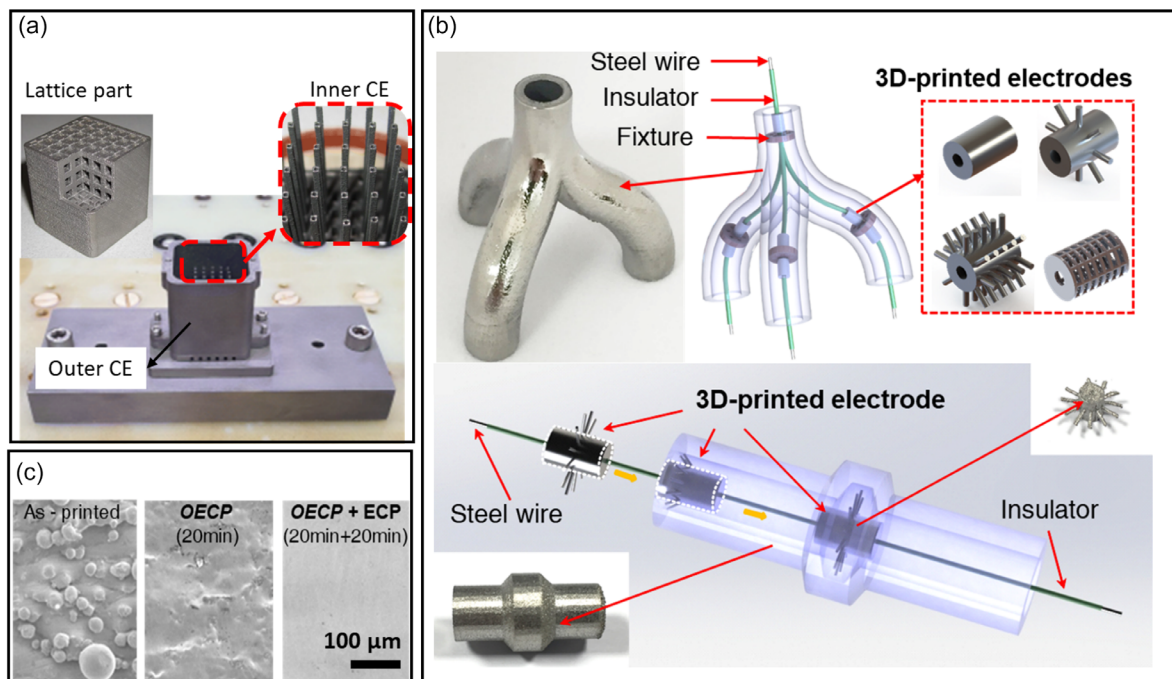 (a)
Lattice part
Inner CE
Outer CE
(b)
Steel wire
Insulator
Fixture
3D-printed electrodes
3D-printed electrode
Steel wire
Insulator
(c)
As - printed
OECP
(20min)
OECP + ECP
(20min+20min)
100 µm